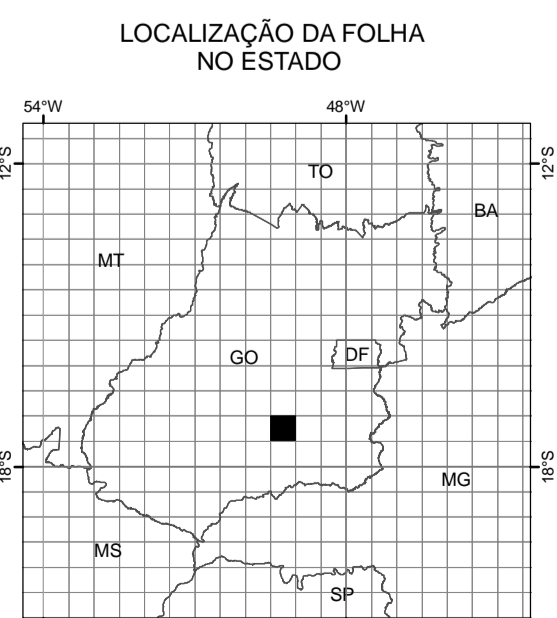 LOCALIZAÇÃO DA FOLHA
NO ESTADO
54°W 48°W
12°S 12°S
TO
BA
MT
GO DF
18°S 18°S
MG
MS
SP